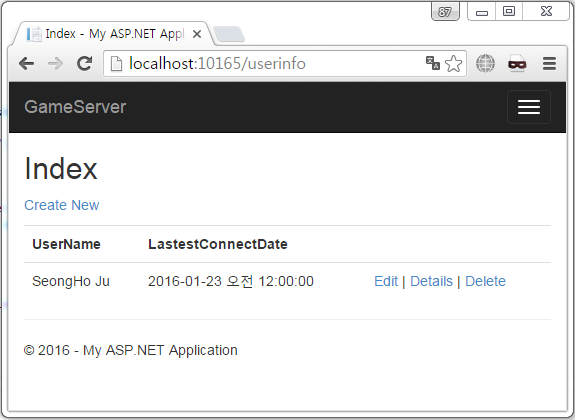 87
Index - My ASP.NET Appl
localhost:10165/userinfo
GameServer
Index
Create New
UserName LastestConnectDate
SeongHo Ju 2016-01-23 오전 12:00:00 Edit | Details | Delete
© 2016 - My ASP.NET Application